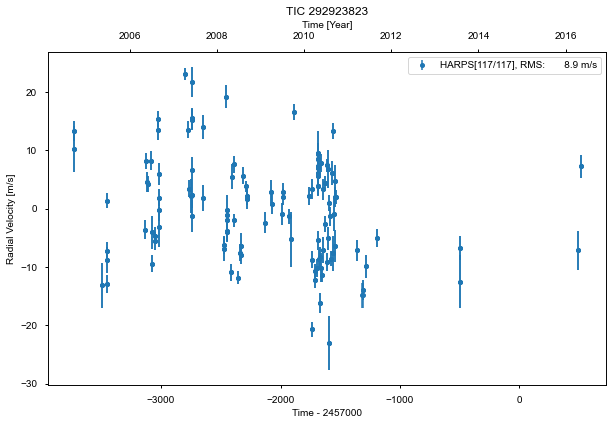 TIC 292923823
Time [Year]
2006 2008 2010 2012 2014 2016
HARPS[117/117], RMS: 8.9 m/s
Radial Velocity [m/s]
20
10
0
−10
−20
−30
−3000 −2000 −1000 0
Time - 2457000